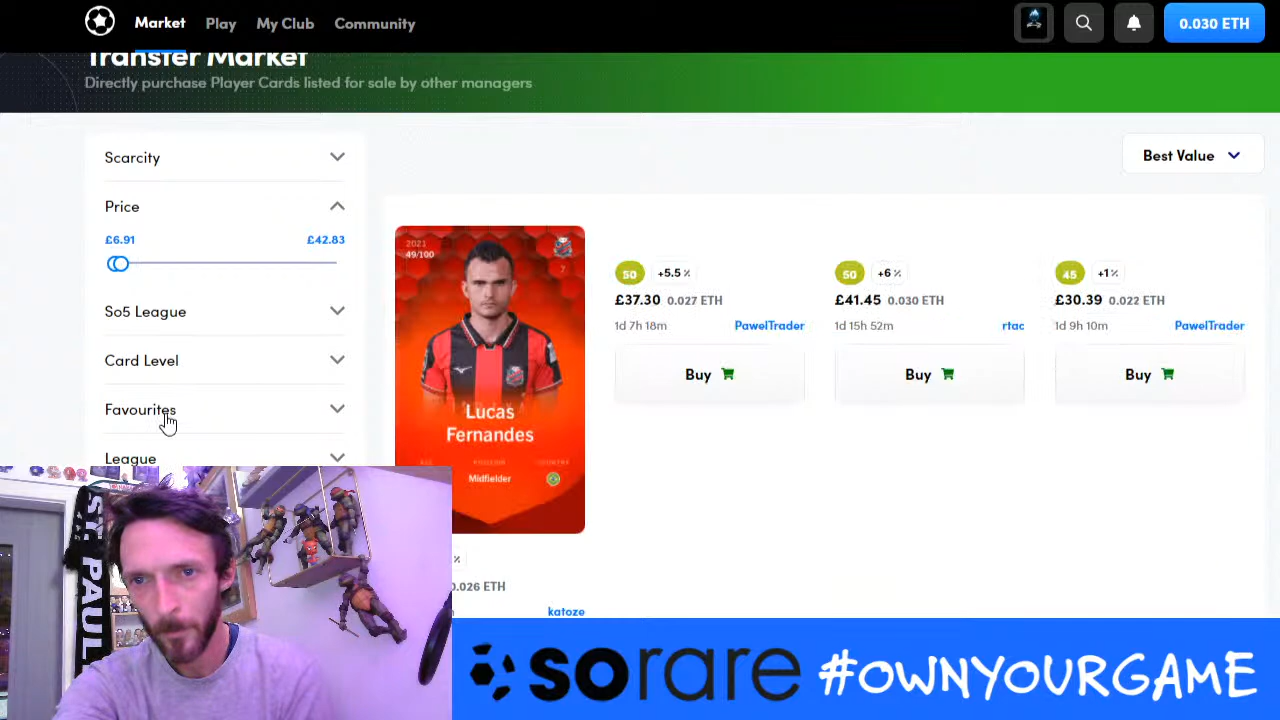 Market Play My Club Community
0.030 ETH
Transfer Market
Directly purchase Player Cards listed for sale by other managers
Scarcity
Best Value
Price
£6.91 £42.83
So5 League
Card Level
Favourites
League
2021
49/100
7
Lucas
Fernandes
Midfielder
50 +5.5 %
£37.30 0.027 ETH
1d 7h 18m PawelTrader
Buy
50 +6 %
£41.45 0.030 ETH
1d 15h 52m rtac
Buy
45 +1 %
£30.39 0.022 ETH
1d 9h 10m PawelTrader
Buy
%
0.026 ETH
katoze
ST. PAUL
sorare #OWNYOURGAME